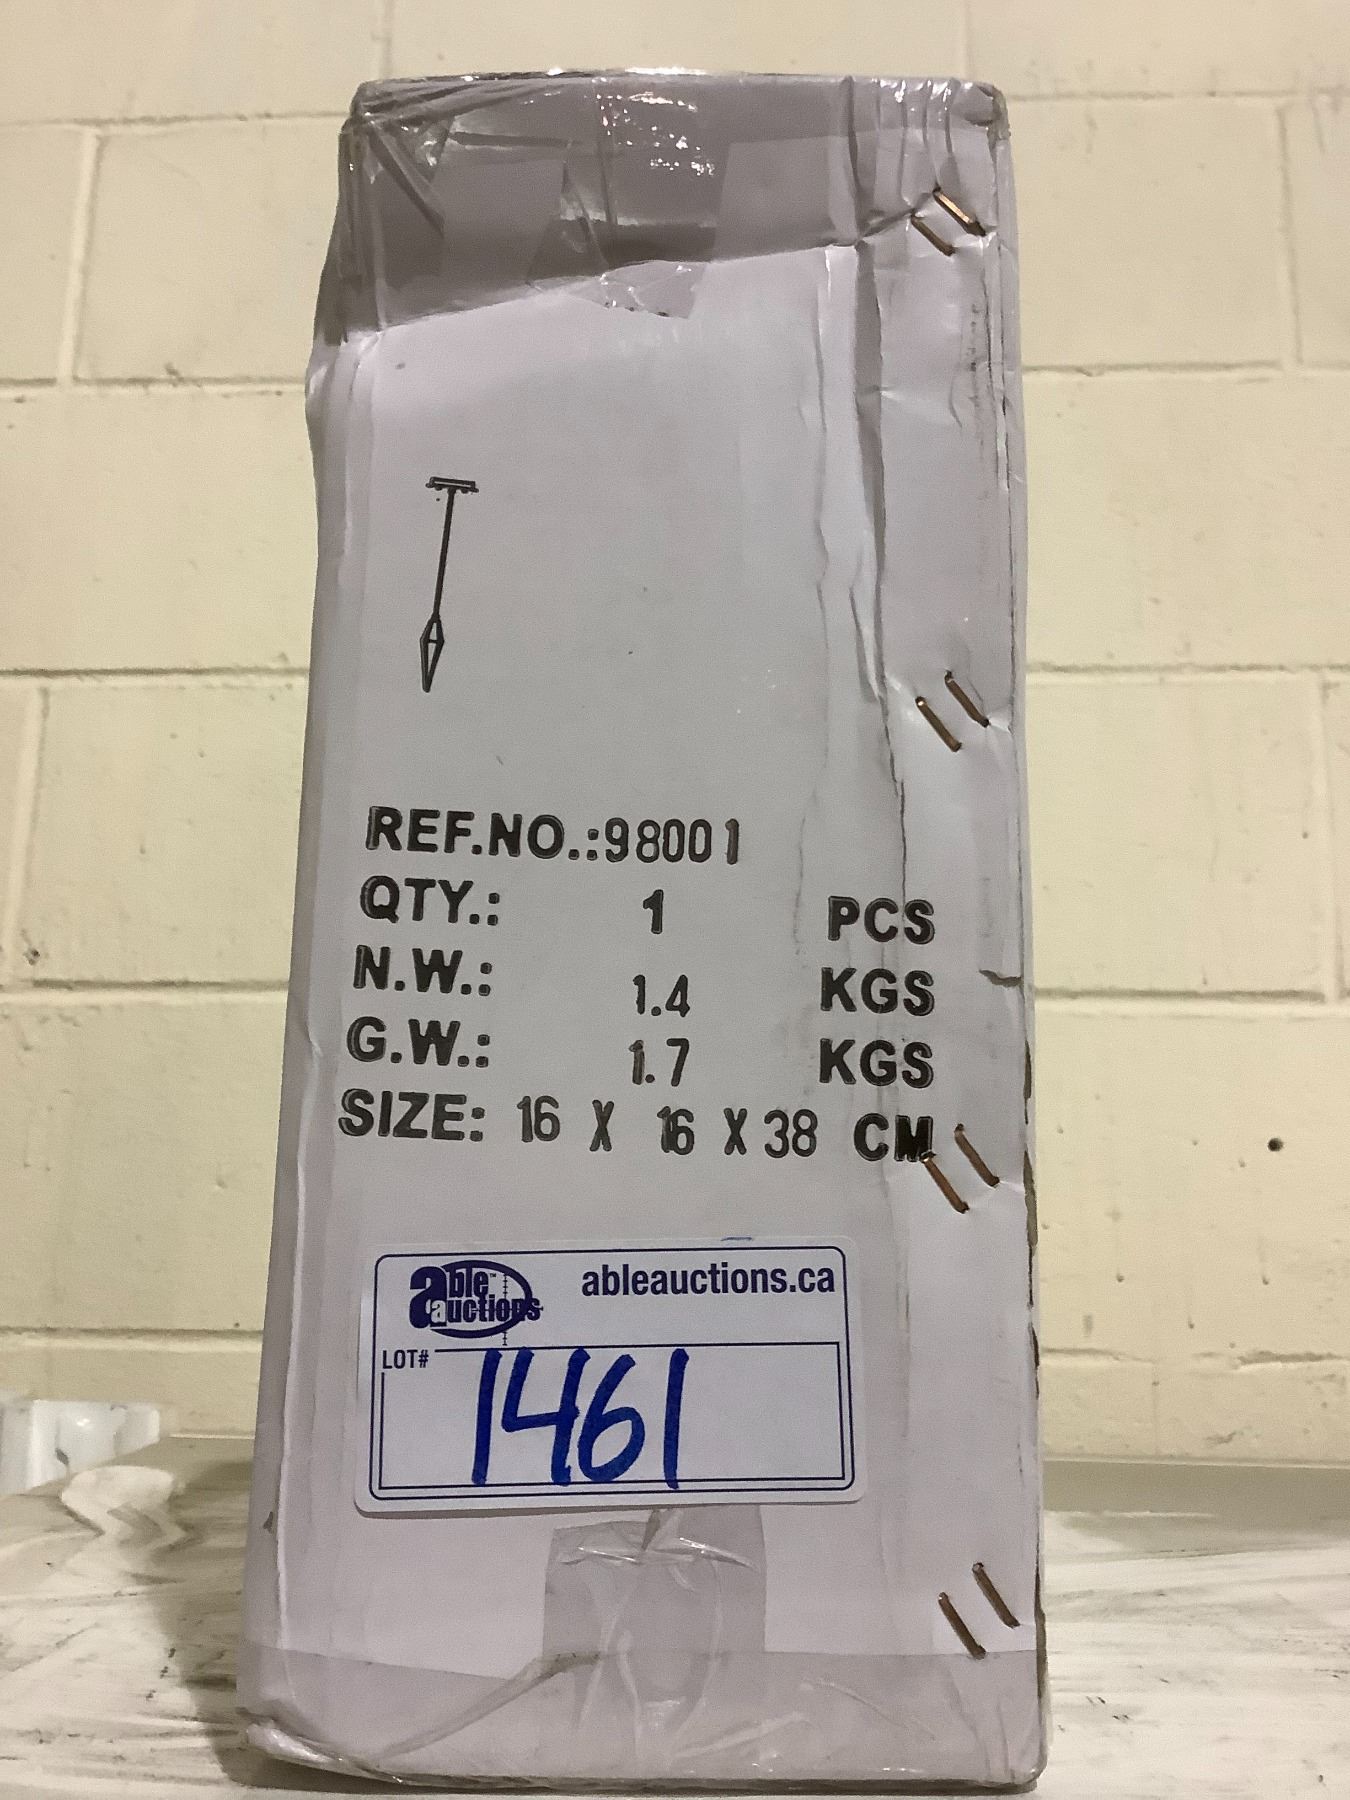 REF.NO.:98001
QTY.: 1 PCS
N.W.: 1.4 KGS
G.W.: 1.7 KGS
SIZE: 16 X 16 X 38 CM
able auctions™ ableauctions.ca
LOT# 1461